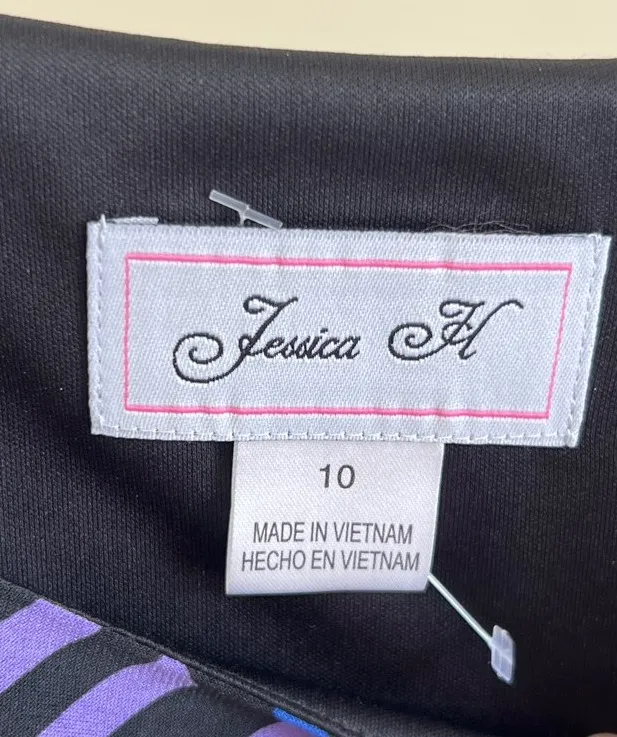 Jessica H
10
MADE IN VIETNAM
HECHO EN VIETNAM